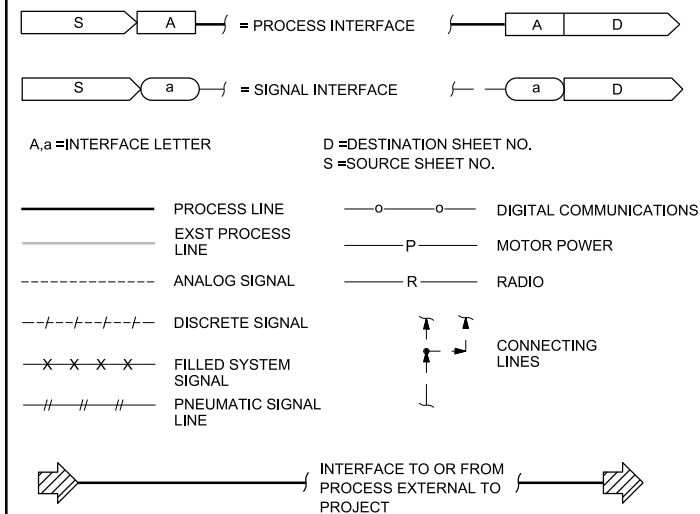 S A = PROCESS INTERFACE A D
S a = SIGNAL INTERFACE a D
A,a =INTERFACE LETTER
D =DESTINATION SHEET NO.
S =SOURCE SHEET NO.
PROCESS LINE
EXST PROCESS
LINE
ANALOG SIGNAL
DISCRETE SIGNAL
X X X X FILLED SYSTEM
SIGNAL
PNEUMATIC SIGNAL
LINE
o o DIGITAL COMMUNICATIONS
P MOTOR POWER
R RADIO
CONNECTING
LINES
INTERFACE TO OR FROM
PROCESS EXTERNAL TO
PROJECT